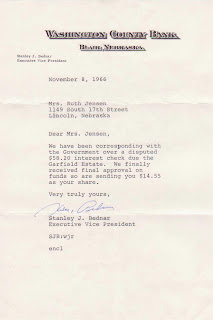 Washington County Bank
Blair, Nebraska
Stanley J. Bednar
Executive Vice President
November 8, 1966
Mrs. Ruth Jensen
1149 South 17th Street
Lincoln, Nebraska
Dear Mrs. Jensen,
We have been corresponding with
the Government over a disputed
$58.20 interest check due the
Garfield Estate. We finally
received final approval on
funds so are sending you $14.55
as your share.
Very truly yours,
Stanley J. Bednar
Executive Vice President
SJB:wjr
encl